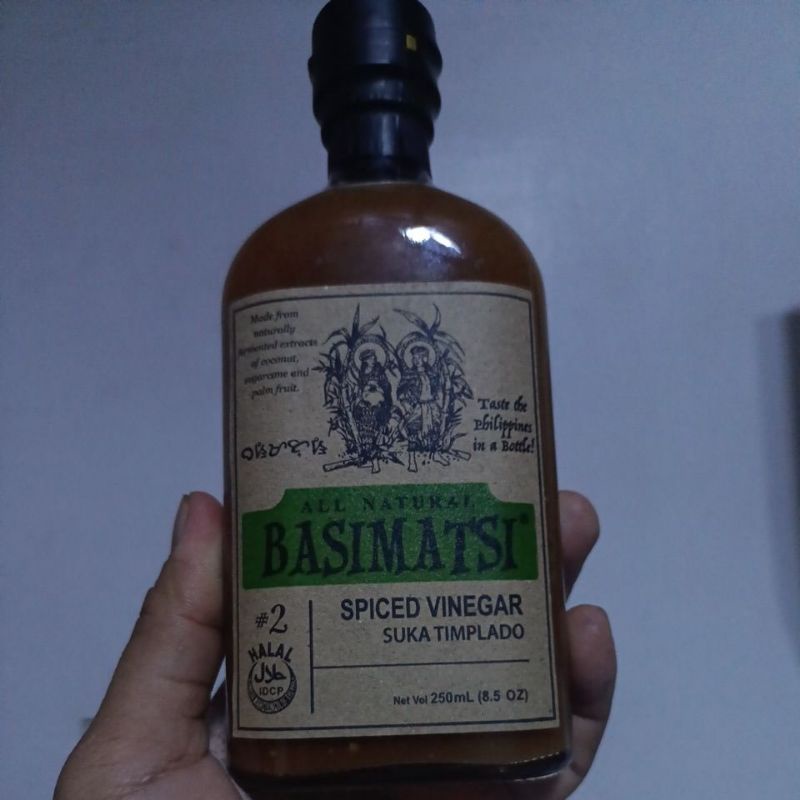 Made from
naturally
fermented extracts
of coconut,
sugarcane and
palm fruit.
Taste the
Philippines
in a Bottle!
ALL NATURAL
BASIMATSI®
#2
SPICED VINEGAR
SUKA TIMPLADO
HALAL
حلال
IDCP
Net Vol 250mL (8.5 OZ)